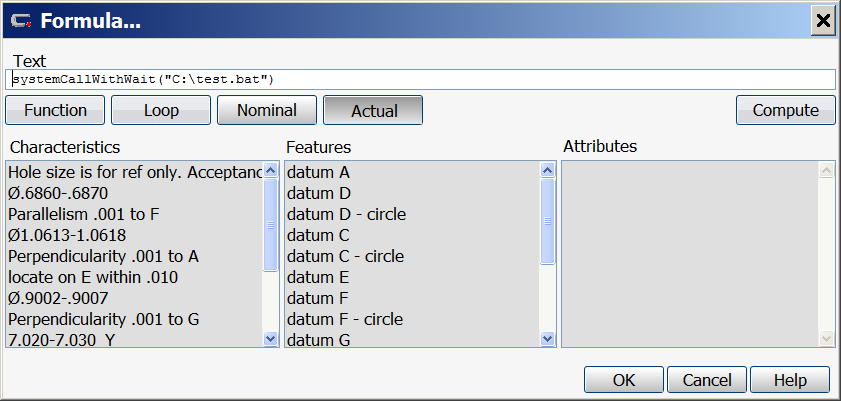 Formula...
Text
systemCallWithWait("C:\test.bat")
Function Loop Nominal Actual Compute
Characteristics Features Attributes
Hole size is for ref only. Acceptanc
Ø.6860-.6870
Parallelism .001 to F
Ø1.0613-1.0618
Perpendicularity .001 to A
locate on E within .010
Ø.9002-.9007
Perpendicularity .001 to G
7.020-7.030_Y
datum A
datum D
datum D - circle
datum C
datum C - circle
datum E
datum F
datum F - circle
datum G
OK Cancel Help